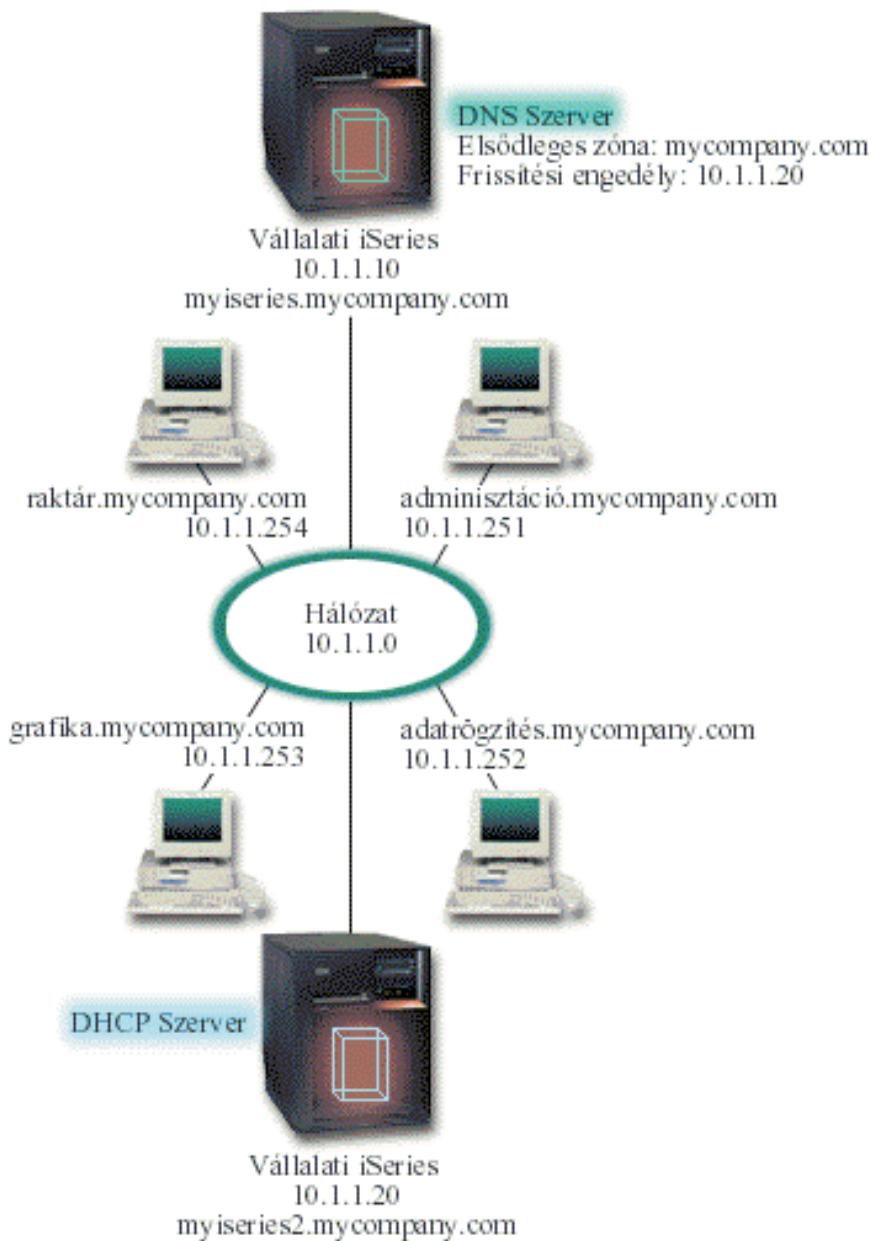 DNS Szerver
Elsődleges zóna: mycompany.com
Frissítési engedély: 10.1.1.20
Vállalati iSeries
10.1.1.10
myiseries.mycompany.com
raktár.mycompany.com
10.1.1.254
adminisztáció.mycompany.com
10.1.1.251
Hálózat
10.1.1.0
grafika.mycompany.com
10.1.1.253
adatrögzítés.mycompany.com
10.1.1.252
DHCP Szerver
Vállalati iSeries
10.1.1.20
myiseries2.mycompany.com